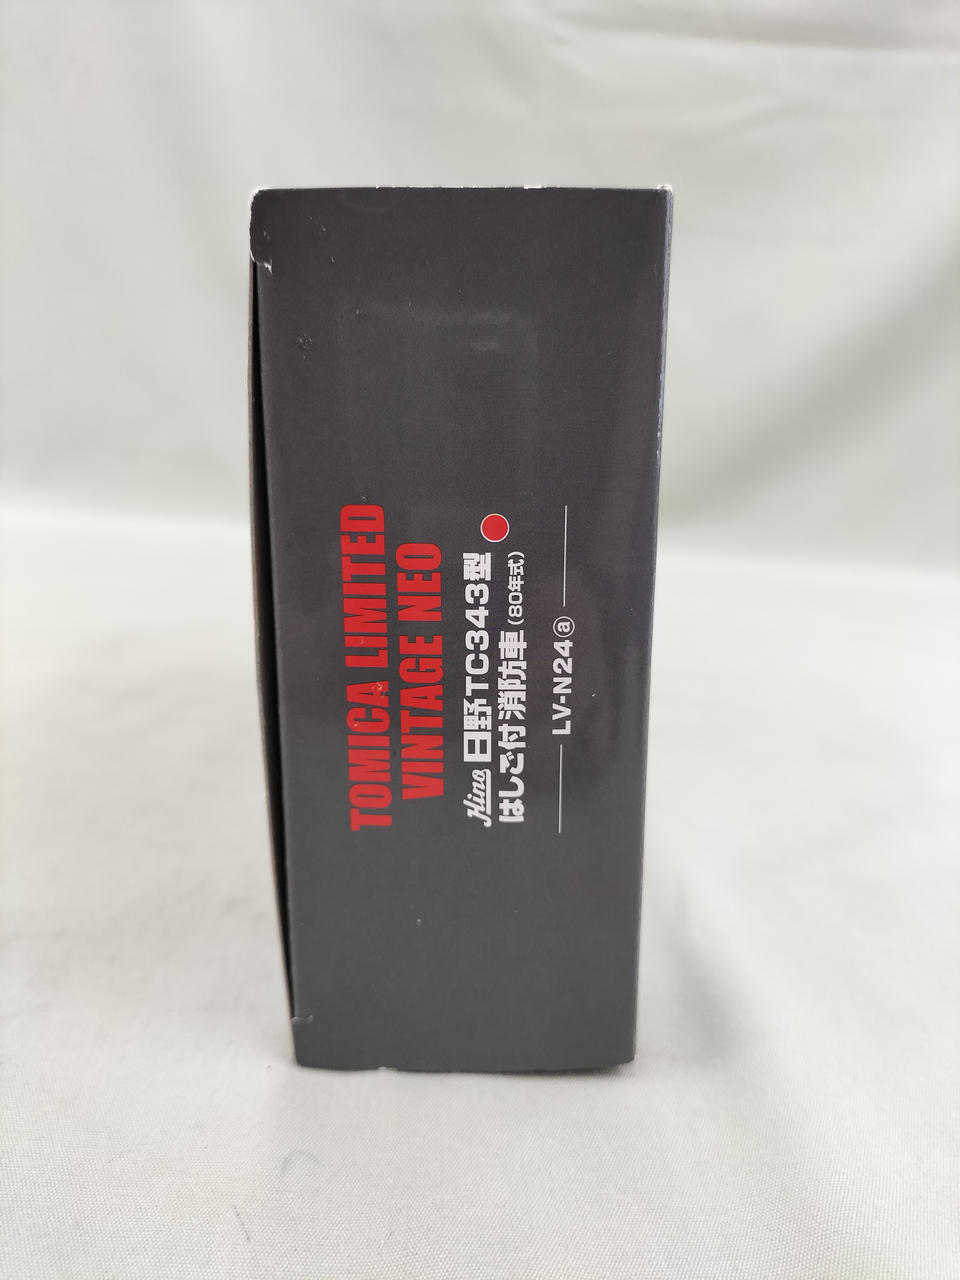 TOMICA LIMITED
VINTAGE NEO
Hino 日野TC343型
はしご付消防車(80年式)
LV-N24ⓐ